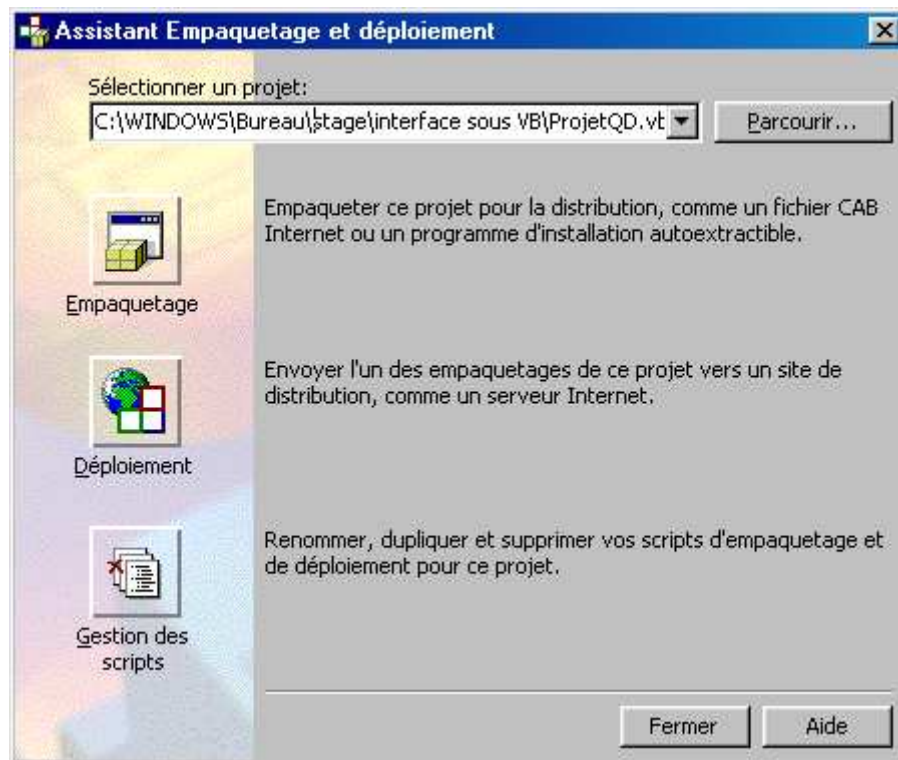 Assistant Empaquetage et déploiement
Sélectionner un projet:
C:\WINDOWS\Bureau\stage\interface sous VB\ProjetQD.vb
Parcourir...
Empaqueter ce projet pour la distribution, comme un fichier CAB
Internet ou un programme d'installation autoextractible.
Empaquetage
Envoyer l'un des empaquetages de ce projet vers un site de
distribution, comme un serveur Internet.
Déploiement
Renommer, dupliquer et supprimer vos scripts d'empaquetage et
de déploiement pour ce projet.
Gestion des
scripts
Fermer
Aide